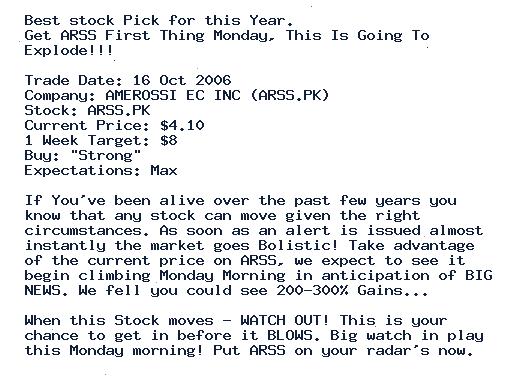 Best stock Pick for this Year.
Get ARSS First Thing Monday, This Is Going To
Explode!!!
Trade Date: 16 Oct 2006
Company: AMEROSSI EC INC (ARSS.PK)
Stock: ARSS.PK
Current Price: $4.10
1 Week Target: $8
Buy: "Strong"
Expectations: Max
If You've been alive over the past few years you
know that any stock can move given the right
circumstances. As soon as an alert is issued almost
instantly the market goes Bolistic! Take advantage
of the current price on ARSS, we expect to see it
begin climbing Monday Morning in anticipation of BIG
NEWS. We fell you could see 200-300% Gains...
When this Stock moves - WATCH OUT! This is your
chance to get in before it BLOWS. Big watch in play
this Monday morning! Put ARSS on your radar's now.